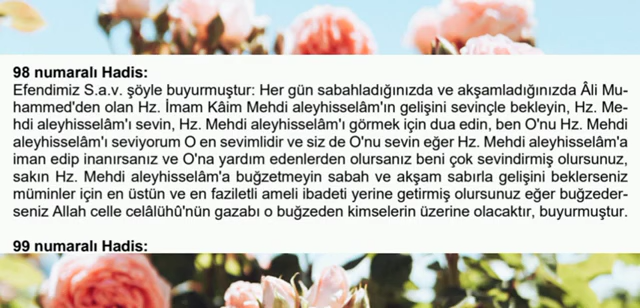 98 numaralı Hadis:
Efendimiz S.a.v. şöyle buyurmuştur: Her gün sabahladığınızda ve akşamladığınızda Âli Mu-
hammed'den olan Hz. İmam Kâim Mehdi aleyhisselâm'ın gelişini sevinçle bekleyin, Hz. Me-
hdi aleyhisselâm'ı sevin, Hz. Mehdi aleyhisselâm'ı görmek için dua edin, ben O'nu Hz. Mehdi
aleyhisselâm'ı seviyorum O en sevimlidir ve siz de O'nu sevin eğer Hz. Mehdi aleyhisselâm'a
iman edip inanırsanız ve O'na yardım edenlerden olursanız beni çok sevindirmiş olursunuz,
sakın Hz. Mehdi aleyhisselâm'a buğzetmeyin sabah ve akşam sabırla gelişini beklerseniz
müminler için en üstün ve en faziletli ameli ibadeti yerine getirmiş olursunuz eğer buğzeder-
seniz Allah celle celâlühû'nün gazabı o buğzeden kimselerin üzerine olacaktır, buyurmuştur.
99 numaralı Hadis: